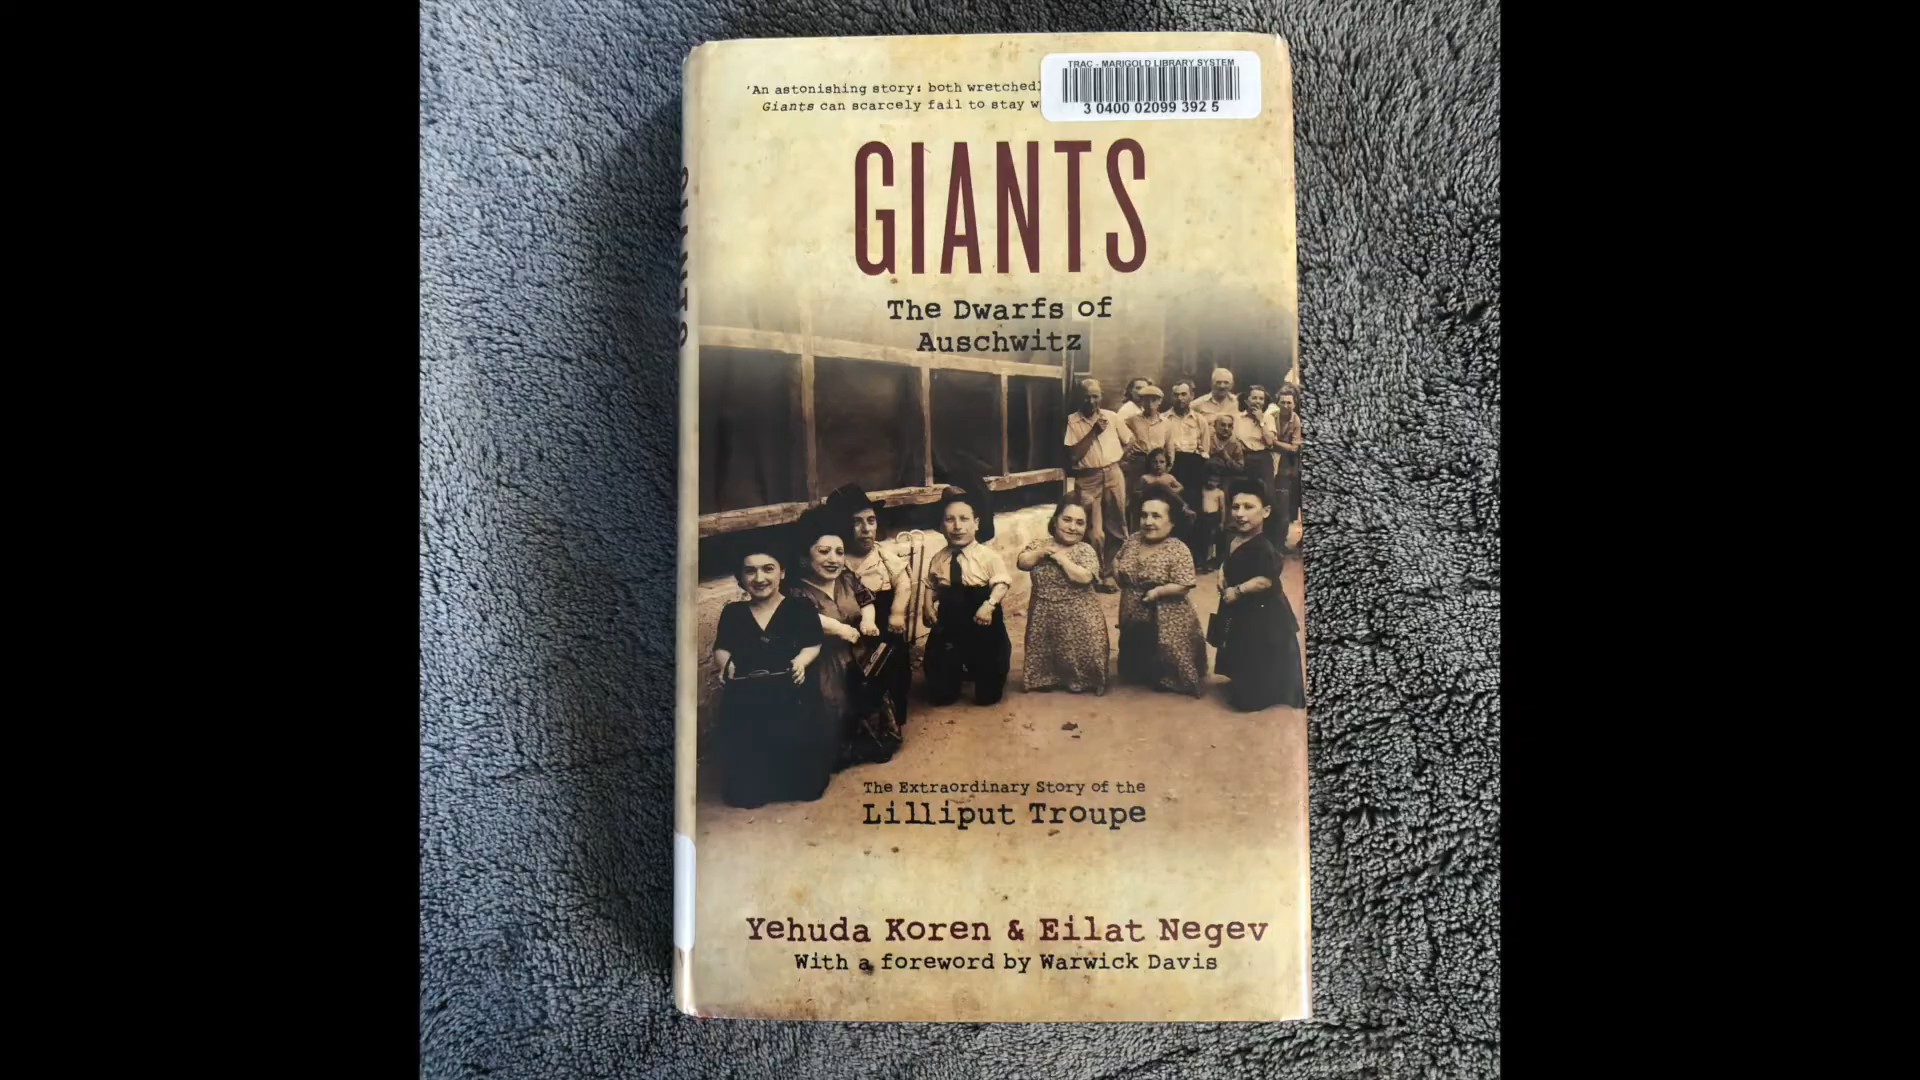 TRAC - MARIGOLD LIBRARY SYSTEM
3 0400 02099 392 5
'An astonishing story: both wretched
Giants can scarcely fail to stay
GIANTS
GIANTS
The Dwarfs of
Auschwitz
The Extraordinary Story of the
Lilliput Troupe
Yehuda Koren & Eilat Negev
With a foreword by Warwick Davis